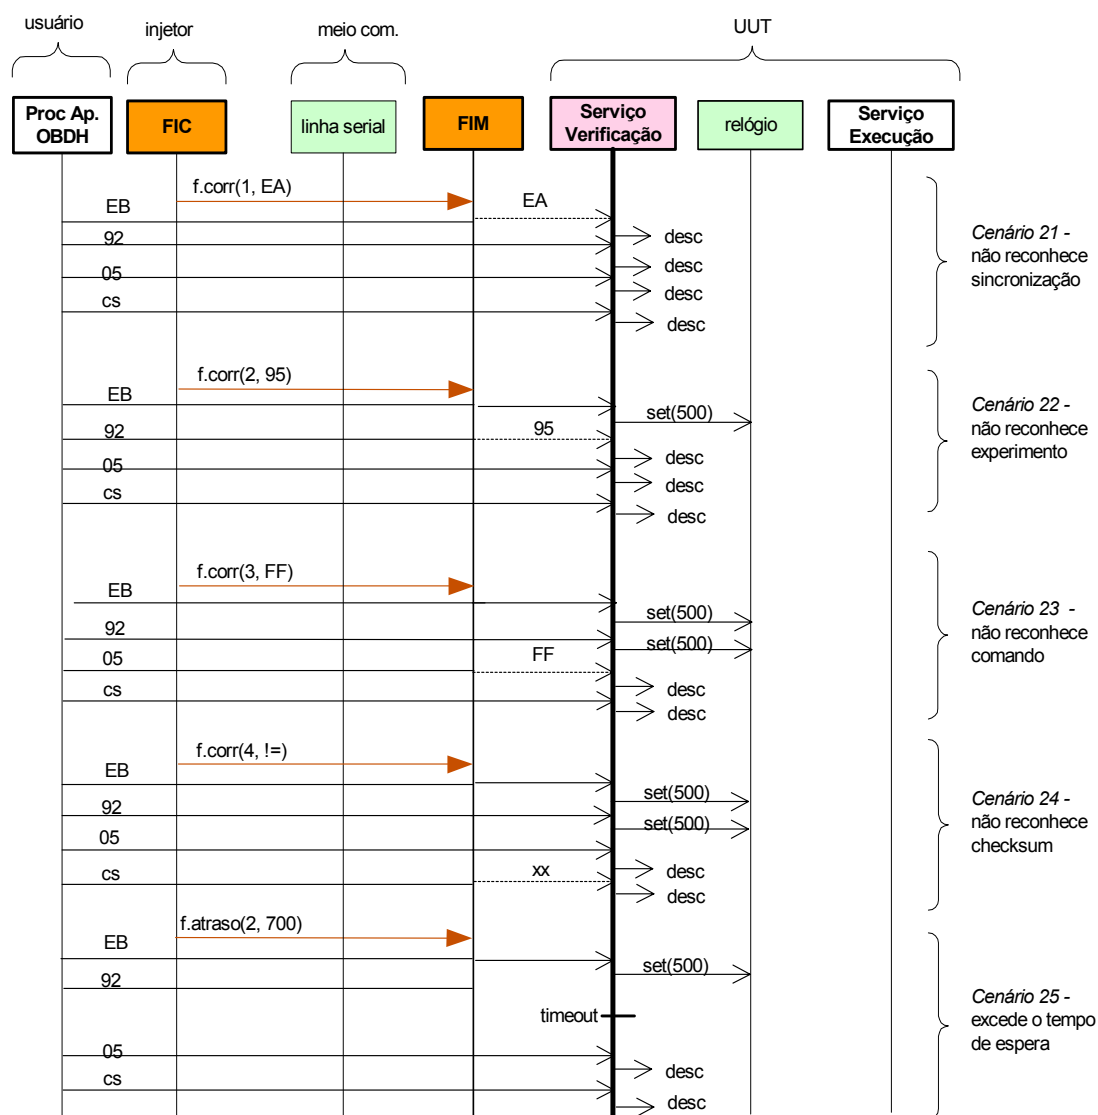 usuário
injetor
meio com.
UUT
Proc Ap.
OBDH
FIC
linha serial
FIM
Serviço
Verificação
relógio
Serviço
Execução
f.corr(1, EA)
EB
EA
92
desc
05
desc
cs
desc
desc
Cenário 21 -
não reconhece
sincronização
f.corr(2, 95)
EB
set(500)
92
95
desc
05
desc
cs
desc
Cenário 22 -
não reconhece
experimento
f.corr(3, FF)
EB
set(500)
92
set(500)
05
FF
desc
cs
desc
Cenário 23 -
não reconhece
comando
f.corr(4, !=)
EB
set(500)
92
set(500)
05
desc
cs
xx
desc
Cenário 24 -
não reconhece
checksum
f.atraso(2, 700)
EB
set(500)
92
timeout
05
desc
cs
desc
Cenário 25 -
excede o tempo
de espera